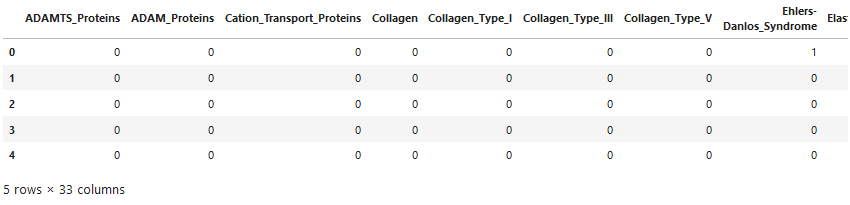 ADAMTS_Proteins ADAM_Proteins Cation_Transport_Proteins Collagen Collagen_Type_I Collagen_Type_III Collagen_Type_V Ehlers-Danlos_Syndrome Elas
0 0 0 0 0 0 0 0 1
1 0 0 0 0 0 0 0 0
2 0 0 0 0 0 0 0 0
3 0 0 0 0 0 0 0 0
4 0 0 0 0 0 0 0 0
5 rows × 33 columns